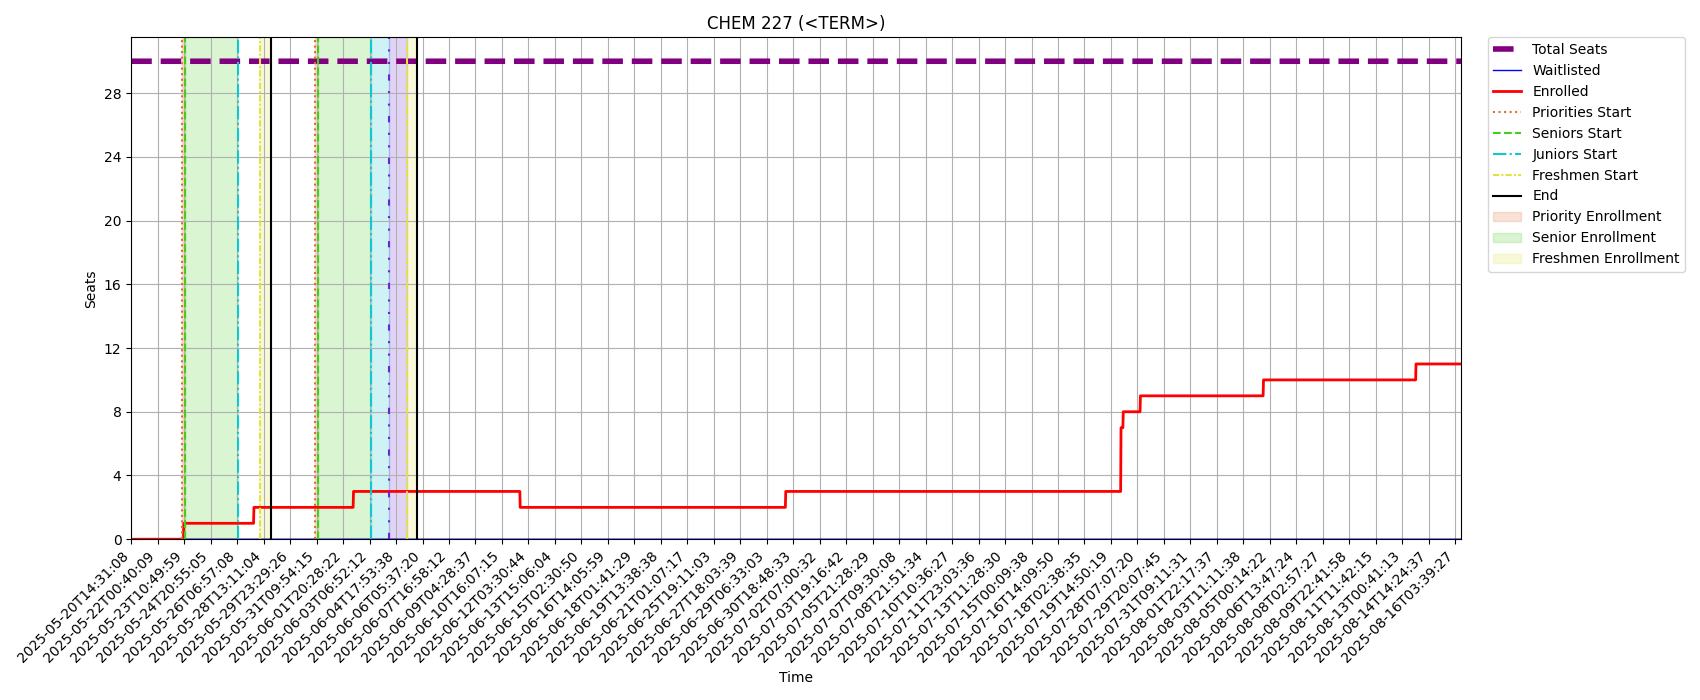 CHEM 227 (<TERM>)
Total Seats
Waitlisted
Enrolled
Priorities Start
Seniors Start
Juniors Start
Freshmen Start
End
Priority Enrollment
Senior Enrollment
Freshmen Enrollment
Seats
28
24
20
16
12
8
4
0
2025-05-20T14:31:08
2025-05-22T00:40:09
2025-05-23T10:49:59
2025-05-24T20:55:05
2025-05-26T06:57:08
2025-05-28T13:11:04
2025-05-29T23:29:26
2025-05-31T09:54:15
2025-06-01T20:28:22
2025-06-03T06:52:12
2025-06-04T17:53:38
2025-06-06T05:37:20
2025-06-07T16:58:12
2025-06-09T04:28:37
2025-06-10T16:07:15
2025-06-12T03:30:44
2025-06-13T15:06:04
2025-06-15T02:30:50
2025-06-16T14:05:59
2025-06-18T01:41:29
2025-06-19T13:38:38
2025-06-21T01:07:17
2025-06-25T19:11:03
2025-06-27T18:03:39
2025-06-29T06:33:03
2025-06-30T18:48:33
2025-07-02T07:00:32
2025-07-03T19:16:42
2025-07-05T21:28:29
2025-07-07T09:30:08
2025-07-08T21:51:34
2025-07-10T10:36:27
2025-07-11T23:03:36
2025-07-13T11:28:30
2025-07-15T00:09:38
2025-07-16T14:09:50
2025-07-18T02:38:35
2025-07-19T14:50:19
2025-07-28T07:07:20
2025-07-29T20:07:45
2025-07-31T09:11:31
2025-08-01T22:17:37
2025-08-03T11:11:38
2025-08-05T00:14:22
2025-08-06T13:47:24
2025-08-08T02:57:27
2025-08-09T22:41:58
2025-08-11T11:42:15
2025-08-13T00:41:13
2025-08-14T14:24:37
2025-08-16T03:39:27
Time